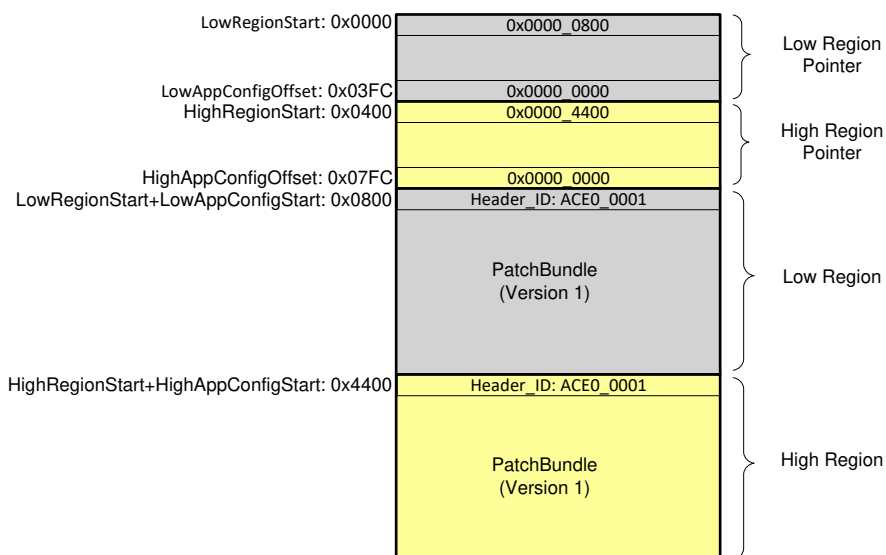 LowRegionStart: 0x0000
0x0000_0800
Low Region
Pointer
LowAppConfigOffset: 0x03FC
0x0000_0000
HighRegionStart: 0x0400
0x0000_4400
High Region
Pointer
HighAppConfigOffset: 0x07FC
0x0000_0000
LowRegionStart+LowAppConfigStart: 0x0800
Header_ID: ACE0_0001
PatchBundle
(Version 1)
Low Region
HighRegionStart+HighAppConfigStart: 0x4400
Header_ID: ACE0_0001
PatchBundle
(Version 1)
High Region